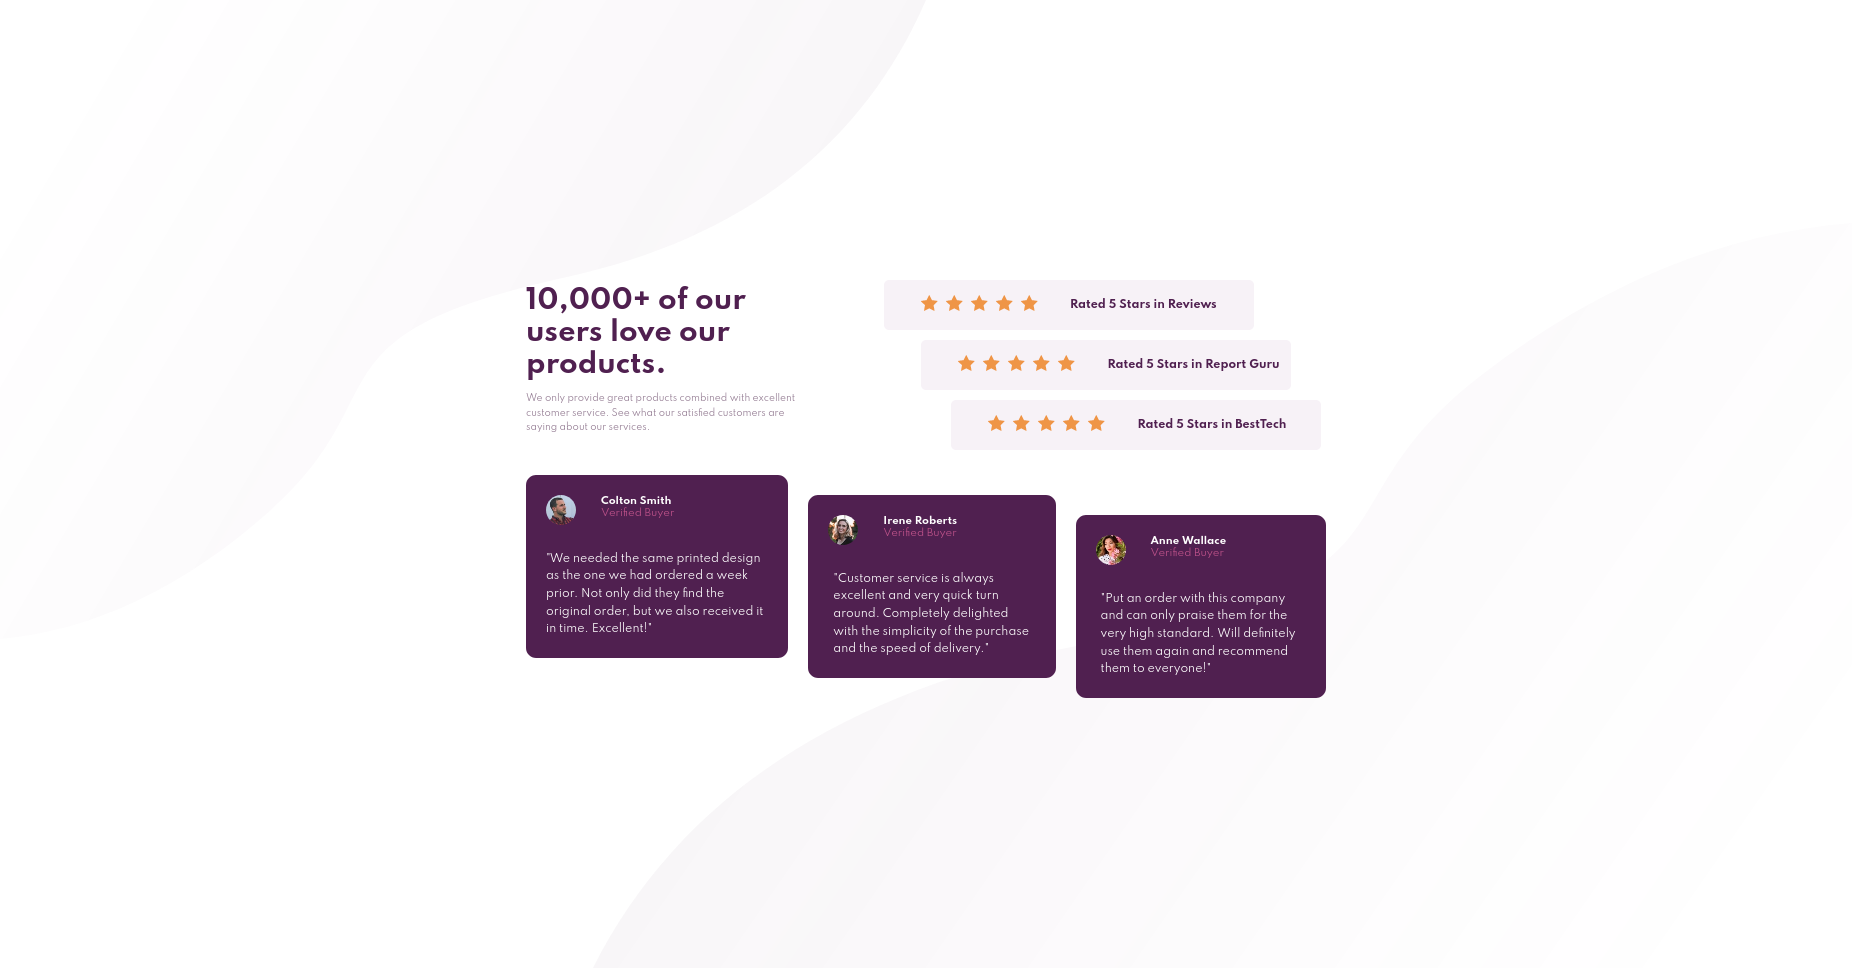 10,000+ of our
users love our
products.
We only provide great products combined with excellent
customer service. See what our satisfied customers are
saying about our services.
Rated 5 Stars in Reviews
Rated 5 Stars in Report Guru
Rated 5 Stars in BestTech
Colton Smith
Verified Buyer
"We needed the same printed design
as the one we had ordered a week
prior. Not only did they find the
original order, but we also received it
in time. Excellent!"
Irene Roberts
Verified Buyer
"Customer service is always
excellent and very quick turn
around. Completely delighted
with the simplicity of the purchase
and the speed of delivery."
Anne Wallace
Verified Buyer
"Put an order with this company
and can only praise them for the
very high standard. Will definitely
use them again and recommend
them to everyone!"